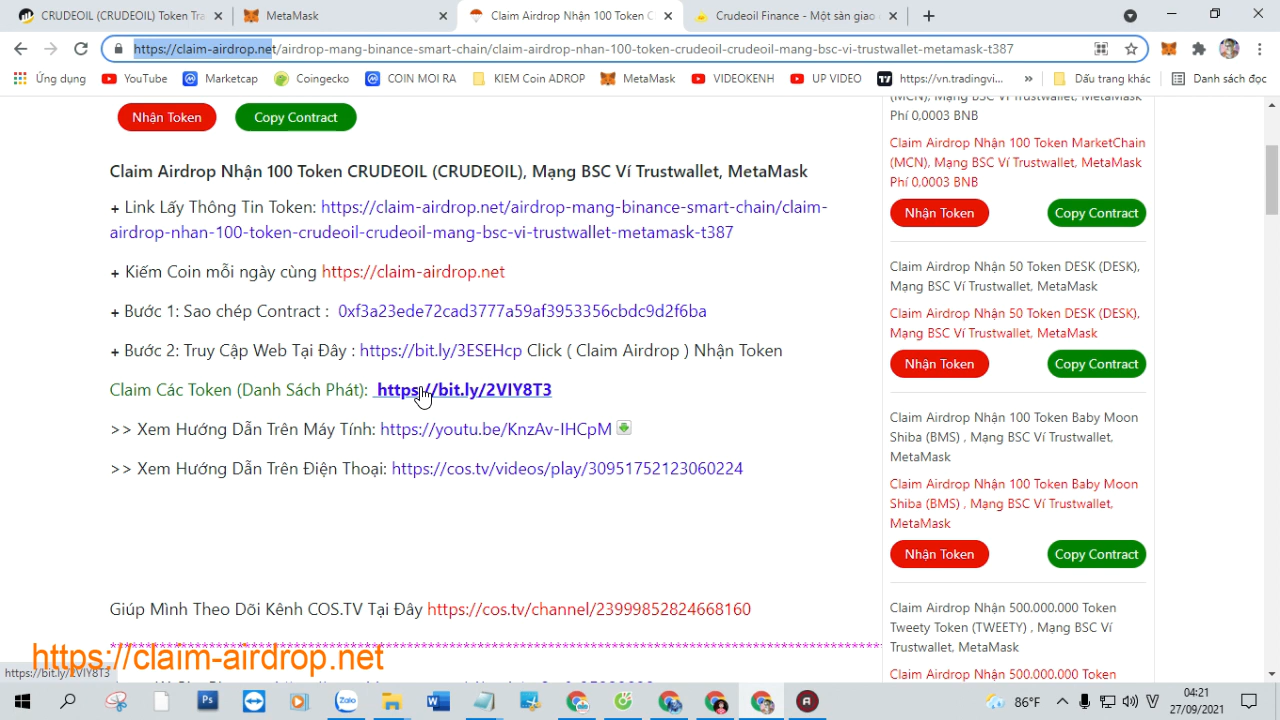 CRUDEOIL (CRUDEOIL) Token Tra
MetaMask
Claim Airdrop Nhận 100 Token C
Crudeoil Finance - Một sàn giao
https://claim-airdrop.net/airdrop-mang-binance-smart-chain/claim-airdrop-nhan-100-token-crudeoil-crudeoil-mang-bsc-vi-trustwallet-metamask-t387
Ứng dụng
YouTube
Marketcap
Coingecko
COIN MOI RA
KIEM Coin ADROP
MetaMask
VIDEOKENH
UP VIDEO
https://vn.tradingvi...
»
Dấu trang khác
Danh sách đọc
Nhận Token
Copy Contract
Claim Airdrop Nhận 100 Token CRUDEOIL (CRUDEOIL), Mạng BSC Ví Trustwallet, MetaMask
+ Link Lấy Thông Tin Token: https://claim-airdrop.net/airdrop-mang-binance-smart-chain/claim-
airdrop-nhan-100-token-crudeoil-crudeoil-mang-bsc-vi-trustwallet-metamask-t387
+ Kiếm Coin mỗi ngày cùng https://claim-airdrop.net
+ Bước 1: Sao chép Contract : 0xf3a23ede72cad3777a59af3953356cbdc9d2f6ba
+ Bước 2: Truy Cập Web Tại Đây : https://bit.ly/3ESEHcp Click ( Claim Airdrop ) Nhận Token
Claim Các Token (Danh Sách Phát): https://bit.ly/2VIY8T3
>> Xem Hướng Dẫn Trên Máy Tính: https://youtu.be/KnzAv-IHCpM
>> Xem Hướng Dẫn Trên Điện Thoại: https://cos.tv/videos/play/30951752123060224
Giúp Mình Theo Dõi Kênh COS.TV Tại Đây https://cos.tv/channel/23999852824668160
(MCN), Mạng BSC Ví Trustwallet, MetaMask
Phí 0,0003 BNB
Claim Airdrop Nhận 100 Token MarketChain
(MCN), Mạng BSC Ví Trustwallet, MetaMask
Phí 0,0003 BNB
Nhận Token
Copy Contract
Claim Airdrop Nhận 50 Token DESK (DESK),
Mạng BSC Ví Trustwallet, MetaMask
Claim Airdrop Nhận 50 Token DESK (DESK),
Mạng BSC Ví Trustwallet, MetaMask
Nhận Token
Copy Contract
Claim Airdrop Nhận 100 Token Baby Moon
Shiba (BMS) , Mạng BSC Ví Trustwallet,
MetaMask
Claim Airdrop Nhận 100 Token Baby Moon
Shiba (BMS) , Mạng BSC Ví Trustwallet,
MetaMask
Nhận Token
Copy Contract
Claim Airdrop Nhận 500.000.000 Token
Tweety Token (TWEETY) , Mạng BSC Ví
Trustwallet, MetaMask
Claim Airdrop Nhận 500.000.000 Token
https://claim-airdrop.net
https://bit.ly/2VIY8T3
86°F
04:21
27/09/2021